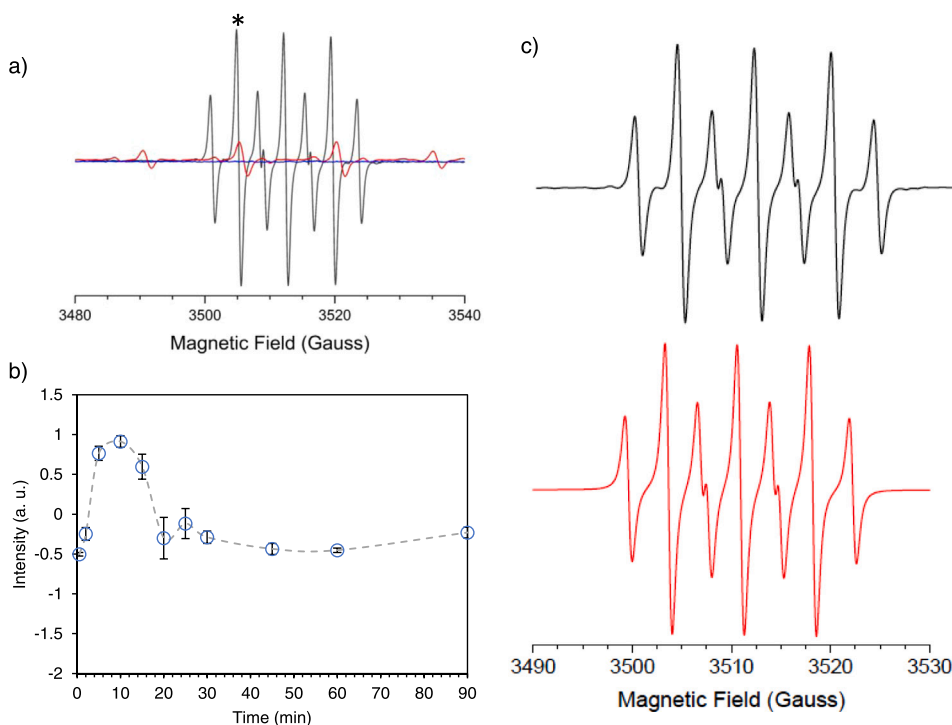 a)
*
3480 3500 3520 3540
Magnetic Field (Gauss)
b)
1.5
1
0.5
0
-0.5
-1
-1.5
-2
Intensity (a. u.)
0 10 20 30 40 50 60 70 80 90
Time (min)
c)
3490 3500 3510 3520 3530
Magnetic Field (Gauss)